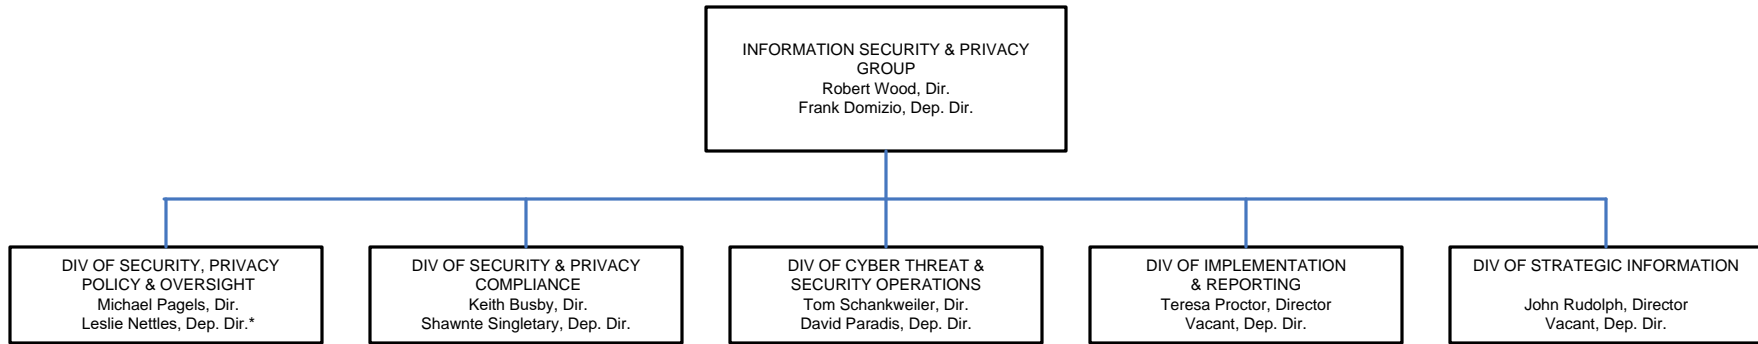 INFORMATION SECURITY & PRIVACY
GROUP
Robert Wood, Dir.
Frank Domizio, Dep. Dir.
DIV OF SECURITY, PRIVACY
POLICY & OVERSIGHT
Michael Pagels, Dir.
Leslie Nettles, Dep. Dir.*
DIV OF SECURITY & PRIVACY
COMPLIANCE
Keith Busby, Dir.
Shawnte Singletary, Dep. Dir.
DIV OF CYBER THREAT &
SECURITY OPERATIONS
Tom Schankweiler, Dir.
David Paradis, Dep. Dir.
DIV OF IMPLEMENTATION
& REPORTING
Teresa Proctor, Director
Vacant, Dep. Dir.
DIV OF STRATEGIC INFORMATION
John Rudolph, Director
Vacant, Dep. Dir.